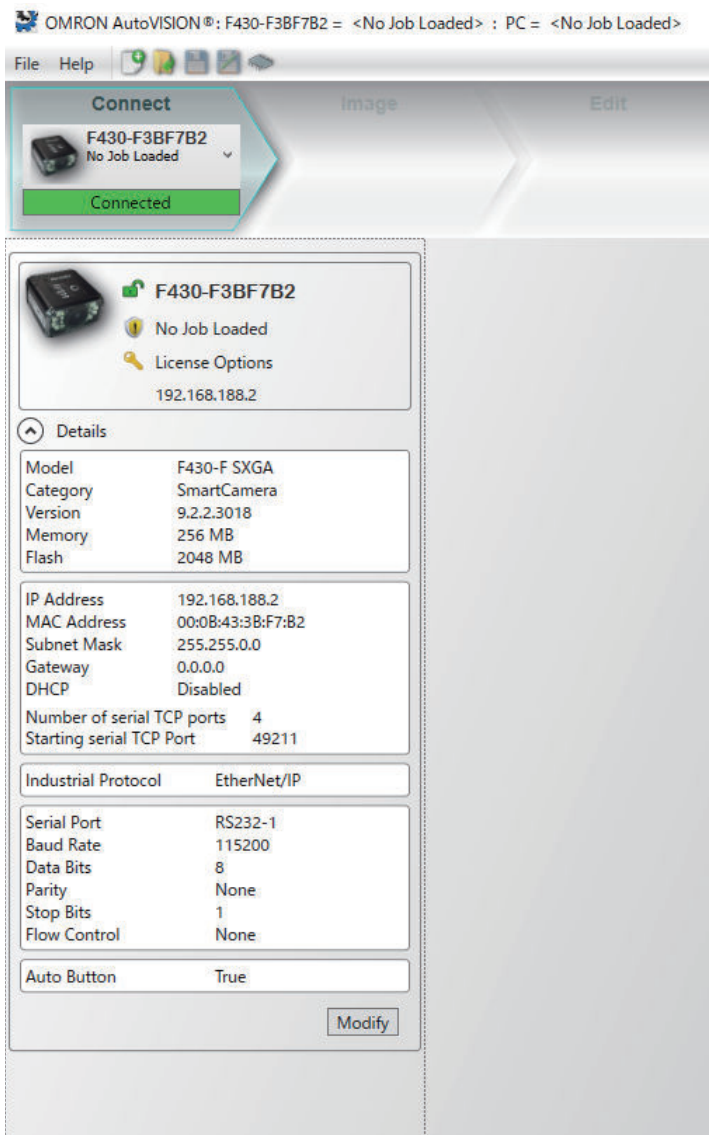 OMRON AutoVISION®: F430-F3BF7B2 = <No Job Loaded> : PC = <No Job Loaded>
File Help
Connect Image Edit
F430-F3BF7B2
No Job Loaded
Connected
F430-F3BF7B2
No Job Loaded
License Options
192.168.188.2
Details
Model F430-F SXGA
Category SmartCamera
Version 9.2.2.3018
Memory 256 MB
Flash 2048 MB
IP Address 192.168.188.2
MAC Address 00:0B:43:3B:F7:B2
Subnet Mask 255.255.0.0
Gateway 0.0.0.0
DHCP Disabled
Number of serial TCP ports 4
Starting serial TCP Port 49211
Industrial Protocol EtherNet/IP
Serial Port RS232-1
Baud Rate 115200
Data Bits 8
Parity None
Stop Bits 1
Flow Control None
Auto Button True
Modify